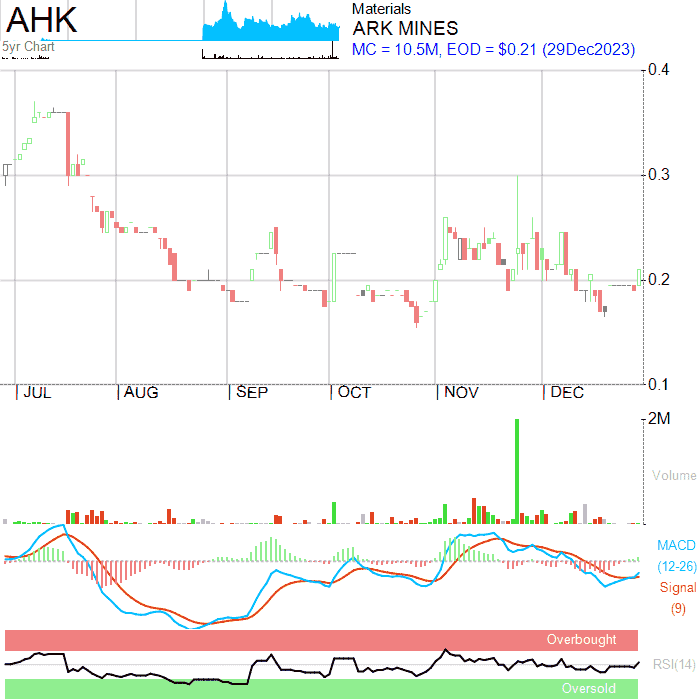 AHK
5yr Chart
Materials
ARK MINES
MC = 10.5M, EOD = $0.21 (29Dec2023)
0.4
0.3
0.2
0.1
JUL AUG SEP OCT NOV DEC
2M
Volume
MACD
(12-26)
Signal
(9)
Overbought
RSI(14)
Oversold